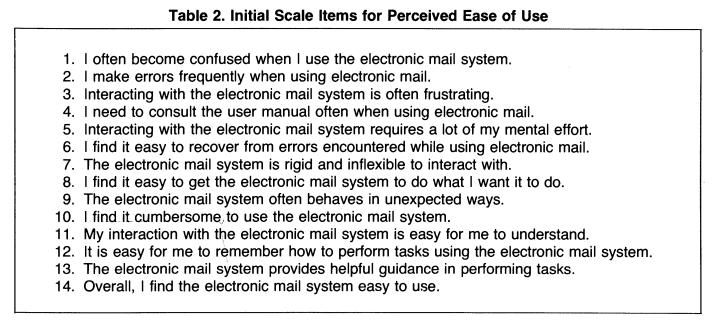 Table 2. Initial Scale Items for Perceived Ease of Use
1. I often become confused when I use the electronic mail system.
2. I make errors frequently when using electronic mail.
3. Interacting with the electronic mail system is often frustrating.
4. I need to consult the user manual often when using electronic mail.
5. Interacting with the electronic mail system requires a lot of my mental effort.
6. I find it easy to recover from errors encountered while using electronic mail.
7. The electronic mail system is rigid and inflexible to interact with.
8. I find it easy to get the electronic mail system to do what I want it to do.
9. The electronic mail system often behaves in unexpected ways.
10. I find it cumbersome to use the electronic mail system.
11. My interaction with the electronic mail system is easy for me to understand.
12. It is easy for me to remember how to perform tasks using the electronic mail system.
13. The electronic mail system provides helpful guidance in performing tasks.
14. Overall, I find the electronic mail system easy to use.